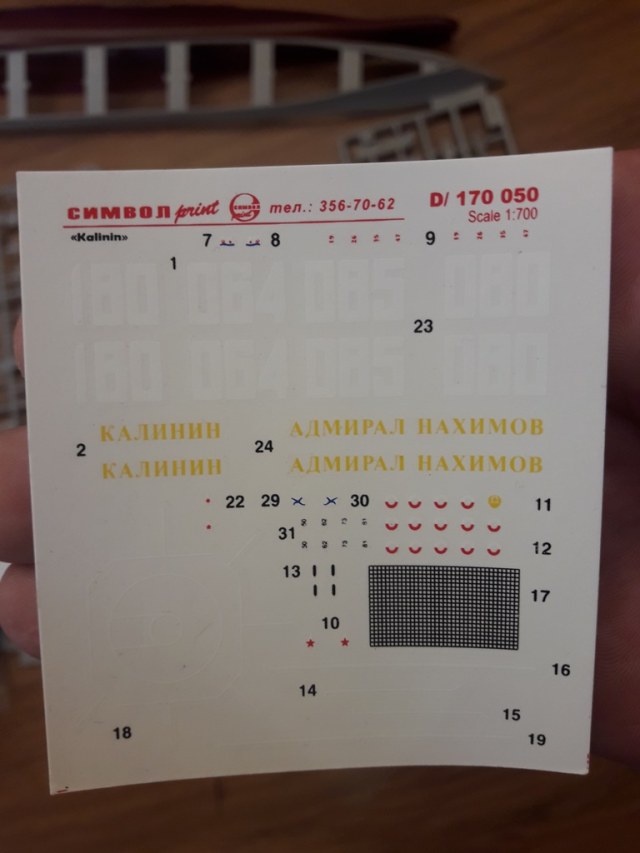 СИМВОЛ print тел.: 356-70-62 D/ 170 050
Scale 1:700
«Kalinin» 7 8 9
1
180 064 085 080
23
180 064 085 080
КАЛИНИН АДМИРАЛ НАХИМОВ
2 24
КАЛИНИН АДМИРАЛ НАХИМОВ
22 29 30 11
31
12
13
17
10
16
14
15
18
19